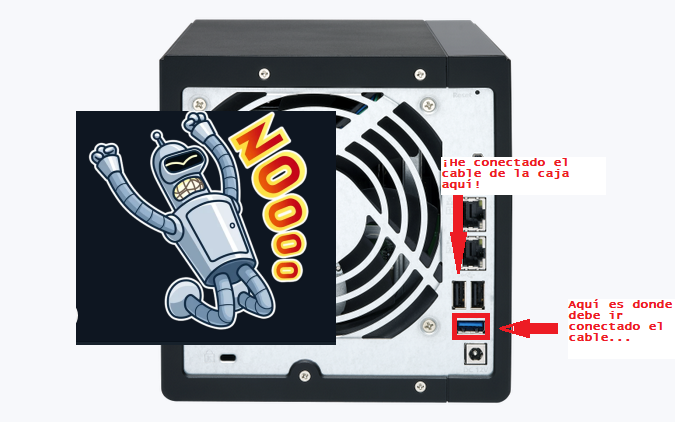 NOOOO
¡He conectado el
cable de la caja
aquí!
Aquí es donde
debe ir
conectado el
cable...